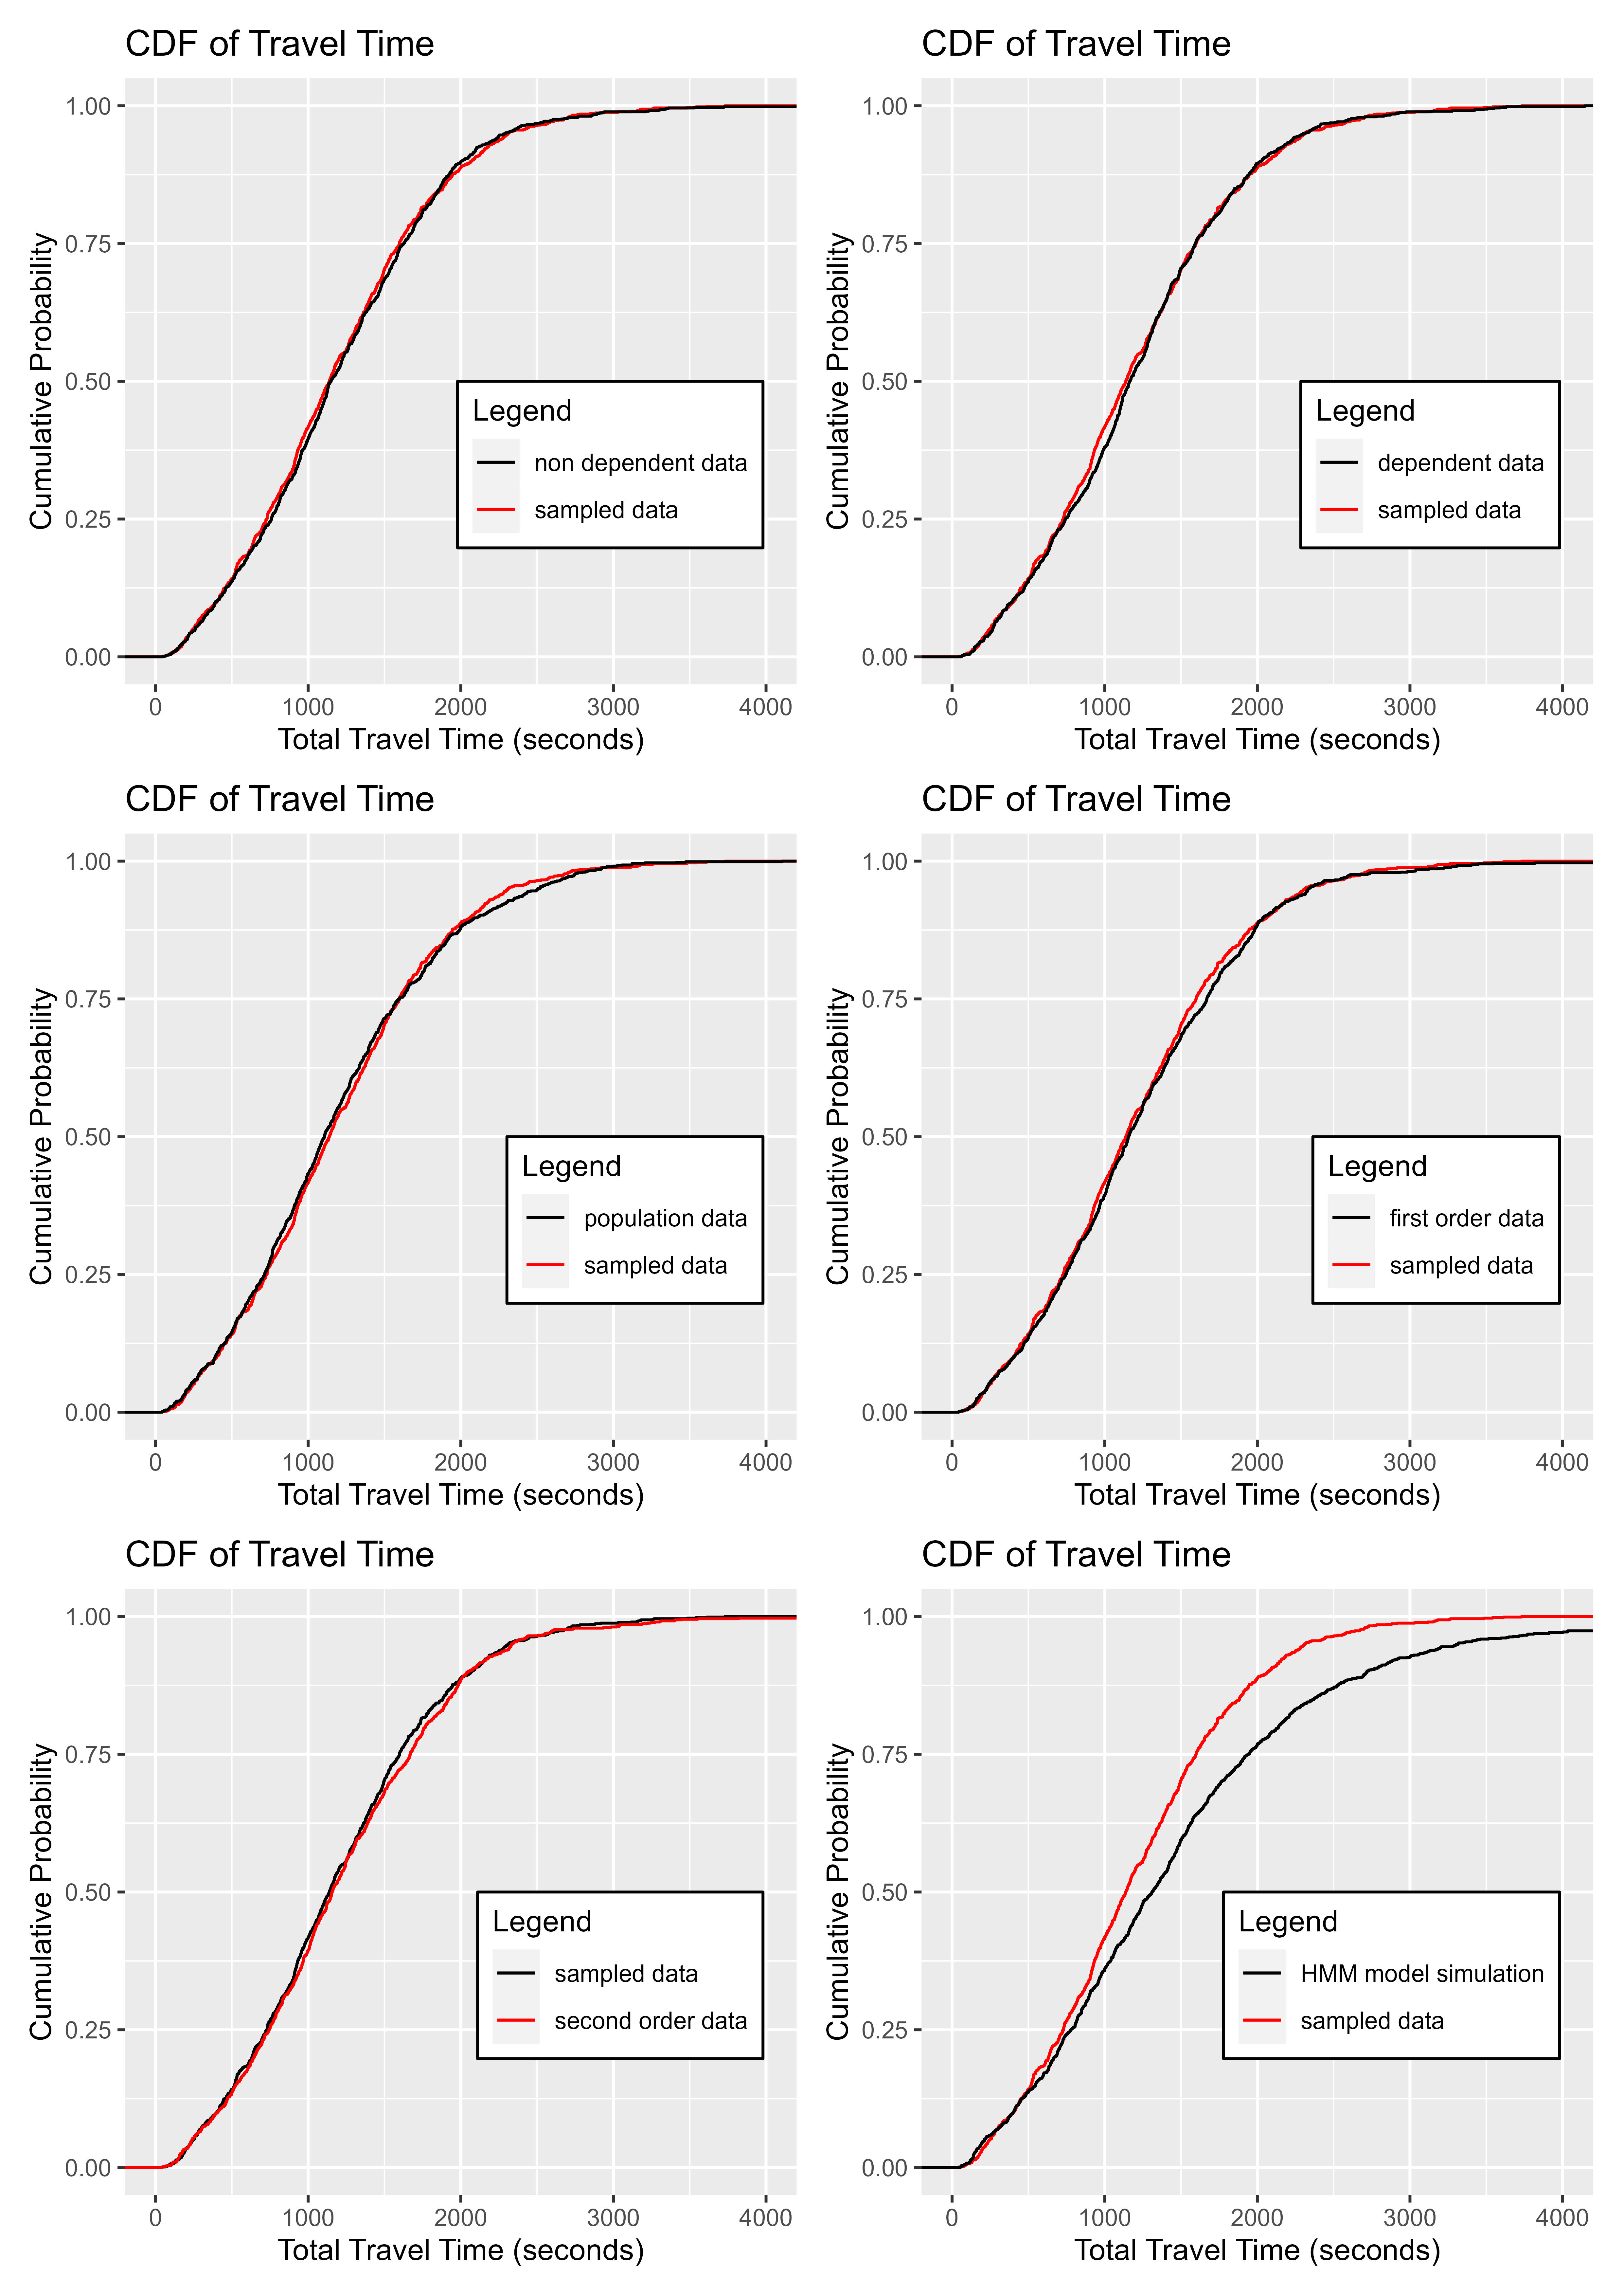 CDF of Travel Time
Cumulative Probability
1.00
0.75
0.50
0.25
0.00
Legend
non dependent data
sampled data
0 1000 2000 3000 4000
Total Travel Time (seconds)
CDF of Travel Time
Cumulative Probability
1.00
0.75
0.50
0.25
0.00
Legend
dependent data
sampled data
0 1000 2000 3000 4000
Total Travel Time (seconds)
CDF of Travel Time
Cumulative Probability
1.00
0.75
0.50
0.25
0.00
Legend
population data
sampled data
0 1000 2000 3000 4000
Total Travel Time (seconds)
CDF of Travel Time
Cumulative Probability
1.00
0.75
0.50
0.25
0.00
Legend
first order data
sampled data
0 1000 2000 3000 4000
Total Travel Time (seconds)
CDF of Travel Time
Cumulative Probability
1.00
0.75
0.50
0.25
0.00
Legend
sampled data
second order data
0 1000 2000 3000 4000
Total Travel Time (seconds)
CDF of Travel Time
Cumulative Probability
1.00
0.75
0.50
0.25
0.00
Legend
HMM model simulation
sampled data
0 1000 2000 3000 4000
Total Travel Time (seconds)